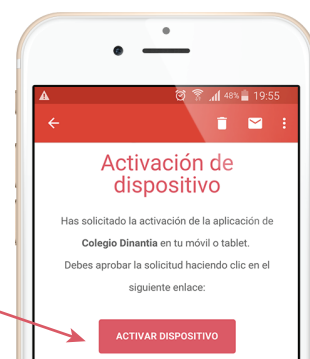 48% 19:55
Activación de
dispositivo
Has solicitado la activación de la aplicación de
Colegio Dinantia en tu móvil o tablet.
Debes aprobar la solicitud haciendo clic en el
siguiente enlace:
ACTIVAR DISPOSITIVO